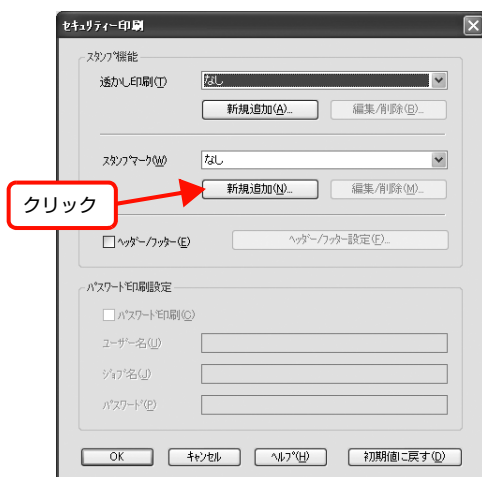 セキュリティー印刷
スタンプ機能
透かし印刷(T) なし
新規追加(A)... 編集/削除(B)...
スタンプマーク(W) なし
新規追加(N)... 編集/削除(M)...
クリック
ヘッダー/フッター(E) ヘッダー/フッター設定(F)...
パスワード印刷設定
パスワード印刷(C)
ユーザー名(U)
ジョブ名(J)
パスワード(P)
OK キャンセル ヘルプ(H) 初期値に戻す(D)